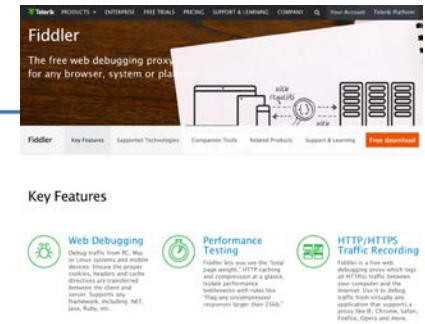 Telerik PRODUCTS ENTERPRISE FREE TRIALS PRICING SUPPORT & LEARNING COMPANY Your Account Telerik Platform
Fiddler
The free web debugging proxy
for any browser, system or pla
web
requests
Fiddler Key Features Supported Technologies Companion Tools Related Products Support & Learning Free download
Key Features
Web Debugging
Debug traffic from PC, Mac
or Linux systems and mobile
devices. Ensure the proper
cookies, headers and cache
directives are transferred
between the client and
server. Supports any
framework, including .NET,
Java, Ruby, etc.
Performance
Testing
Fiddler lets you see the "total
page weight," HTTP caching
and compression at a glance.
Isolate performance
bottlenecks with rules like
"Flag any uncompressed
responses larger than 25kb."
HTTP/HTTPS
Traffic Recording
Fiddler is a free web
debugging proxy which logs
all HTTP(s) traffic between
your computer and the
Internet. Use it to debug
traffic from virtually any
application that supports a
proxy like IE, Chrome, Safari,
Firefox, Opera and more.